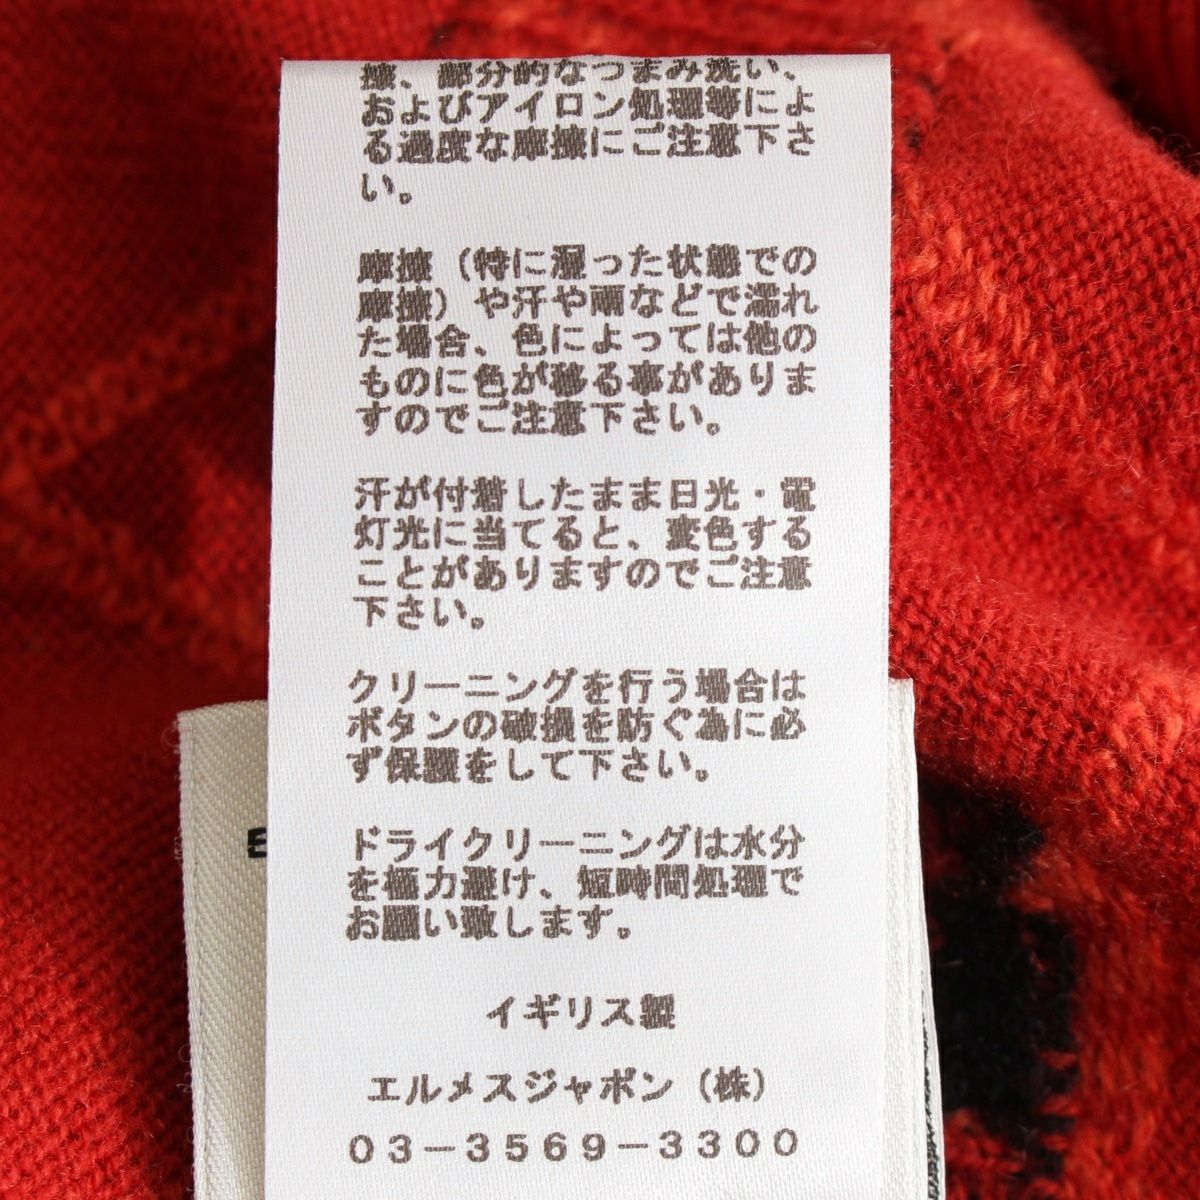 擦、部分的なつまみ洗い、
およびアイロン処理等によ
る過度な摩擦にご注意下さ
い。
摩擦（特に湿った状態での
摩擦）や汗や雨などで濡れ
た場合、色によっては他の
ものに色が移る事がありま
すのでご注意下さい。
汗が付着したまま日光・電
灯光に当てると、変色する
ことがありますのでご注意
下さい。
クリーニングを行う場合は
ボタンの破損を防ぐ為に必
ず保護をして下さい。
ドライクリーニングは水分
を極力避け、短時間処理で
お願い致します。
イギリス製
エルメスジャポン（株）
03-3569-3300